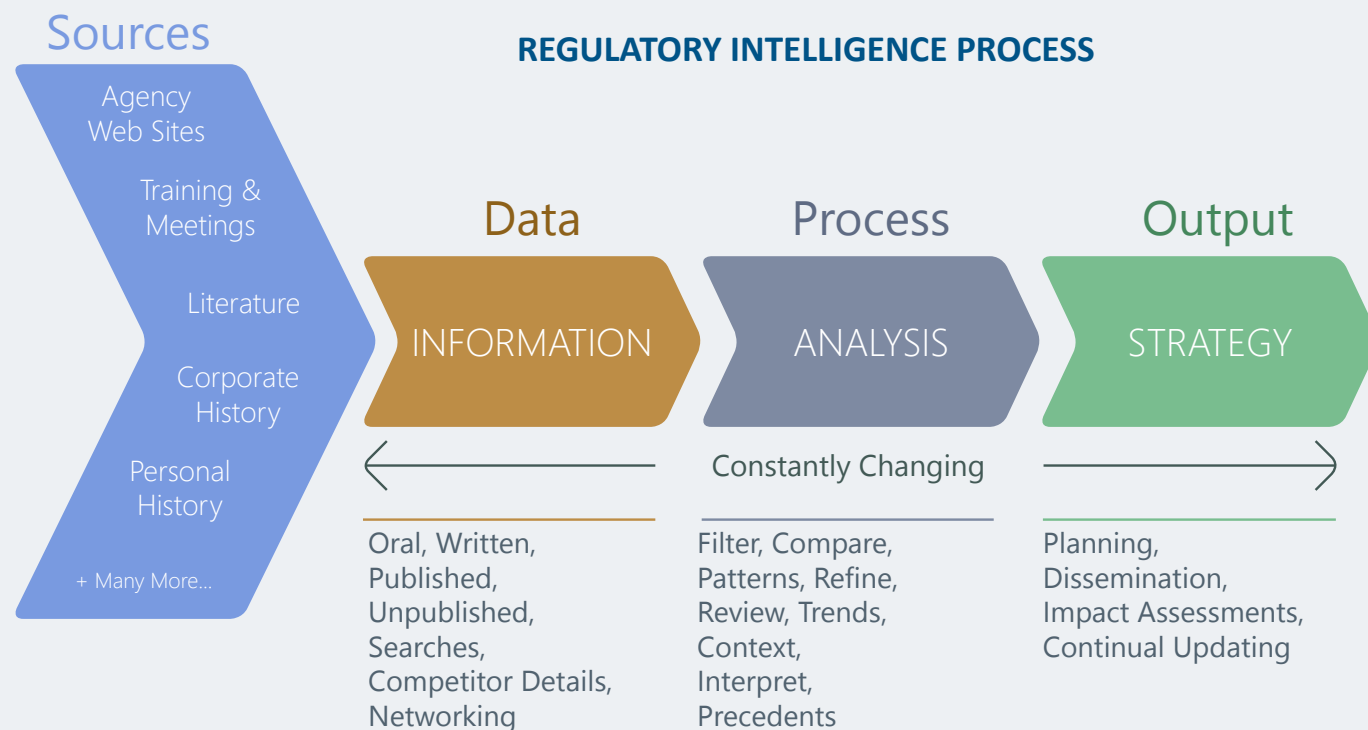 Sources
REGULATORY INTELLIGENCE PROCESS
Agency
Web Sites
Training &
Meetings
Literature
Corporate
History
Personal
History
+ Many More...
Data
INFORMATION
Process
ANALYSIS
Output
STRATEGY
Constantly Changing
Oral, Written,
Published,
Unpublished,
Searches,
Competitor Details,
Networking
Filter, Compare,
Patterns, Refine,
Review, Trends,
Context,
Interpret,
Precedents
Planning,
Dissemination,
Impact Assessments,
Continual Updating